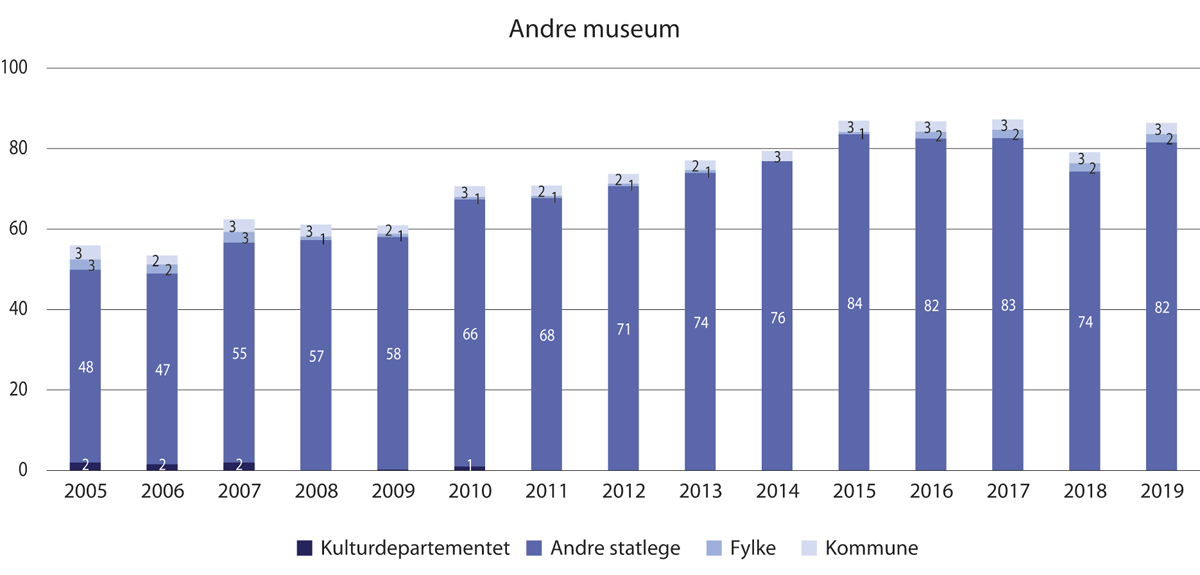 Andre museum
100
80
60
40
20
0
3 3 48 2
2 2 47 2
3 3 55 2
3 1 57
2 1 58
3 1 66 1
2 1 68
2 1 71
2 1 74
3 76
3 1 84
3 2 82
3 2 83
3 2 74
3 2 82
2005 2006 2007 2008 2009 2010 2011 2012 2013 2014 2015 2016 2017 2018 2019
Kulturdepartementet Andre statlege Fylke Kommune